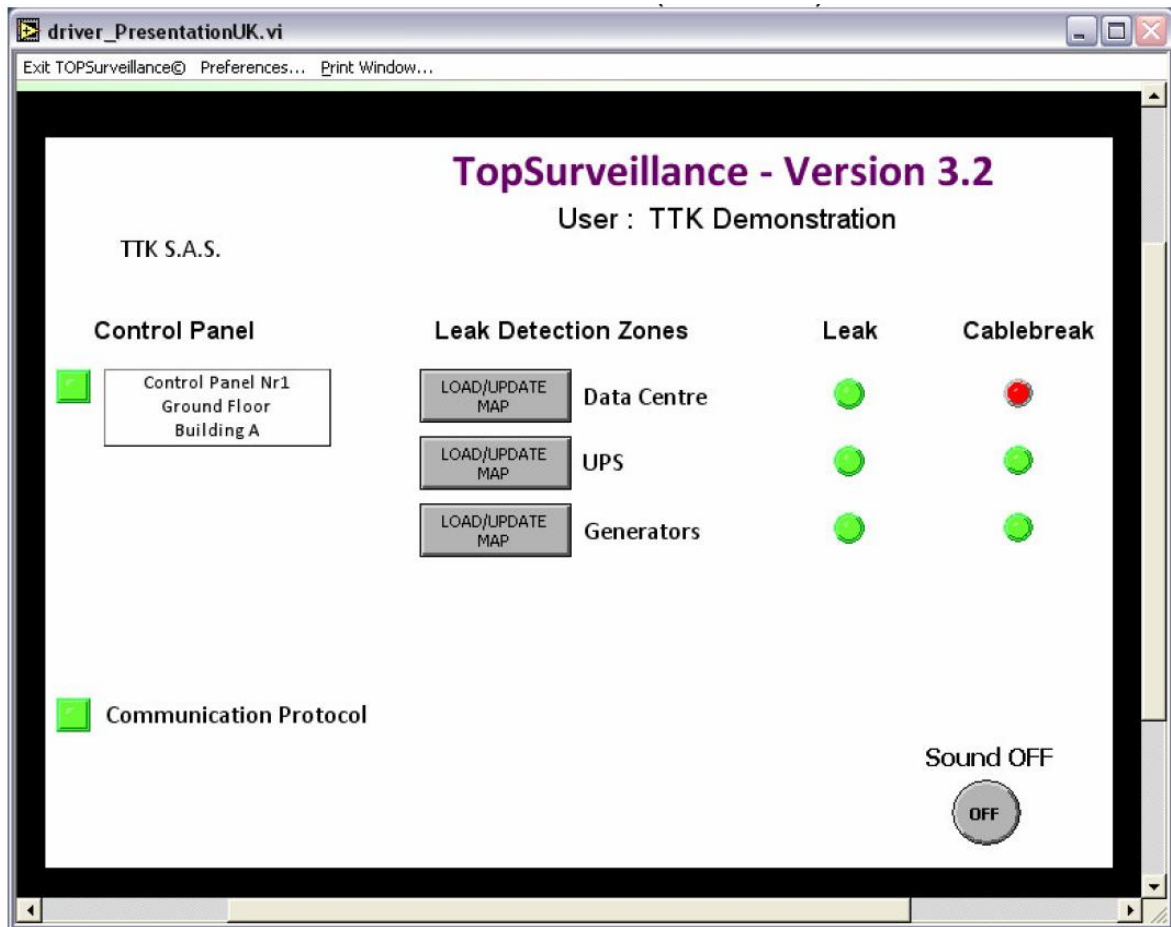 driver_PresentationUK.vi
Exit TOPSurveillance© Preferences... Print Window...
TopSurveillance - Version 3.2
User : TTK Demonstration
TTK S.A.S.
Control Panel Leak Detection Zones Leak Cablebreak
Control Panel Nr1
Ground Floor
Building A
LOAD/UPDATE
MAP
Data Centre
LOAD/UPDATE
MAP
UPS
LOAD/UPDATE
MAP
Generators
Communication Protocol
Sound OFF
OFF